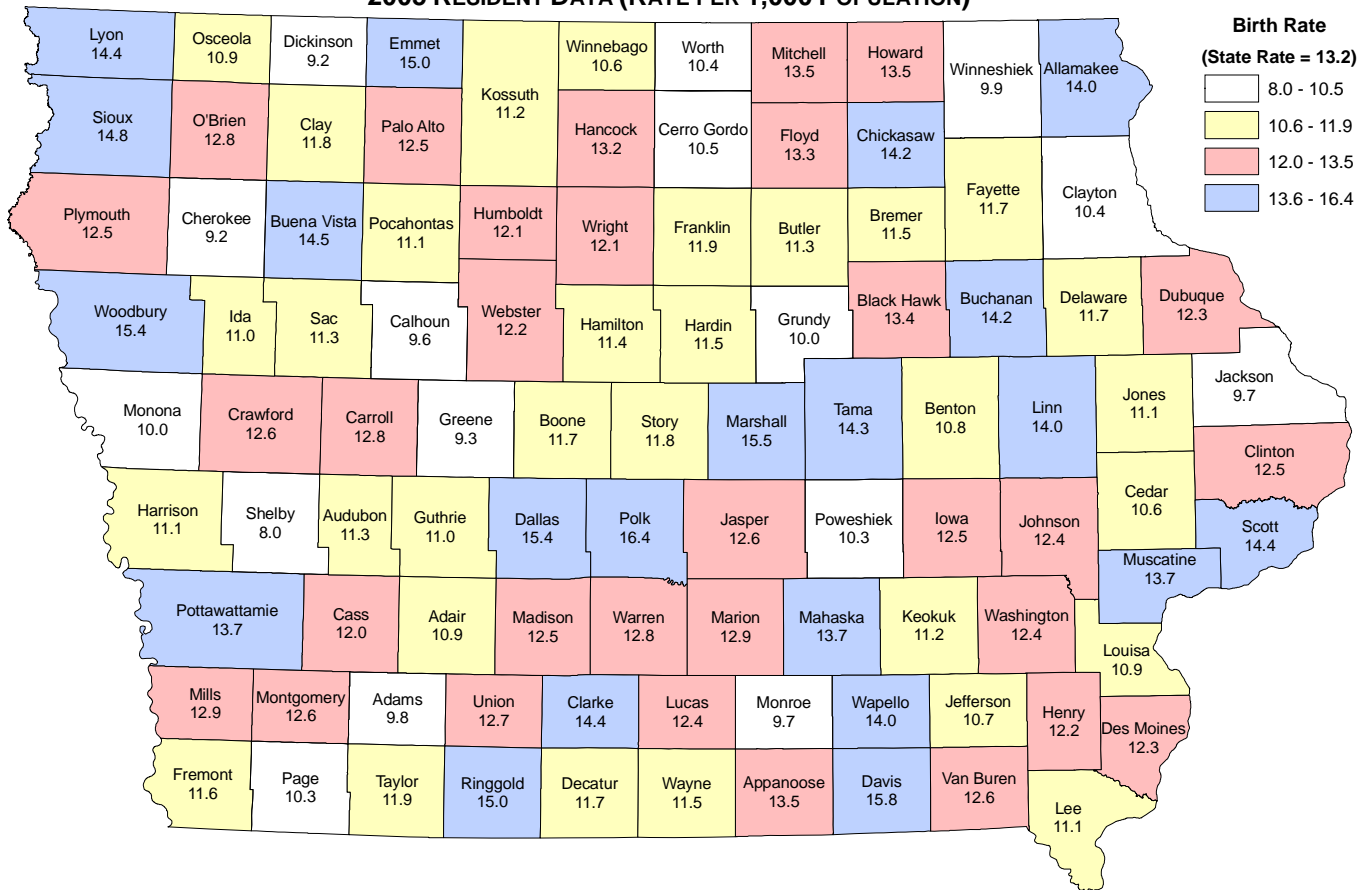 RESIDENT DATA (RATE PER 1,000 POPULATION)
Birth Rate
(State Rate = 13.2)
8.0 - 10.5
10.6 - 11.9
12.0 - 13.5
13.6 - 16.4
Lyon
14.4
Osceola
10.9
Dickinson
9.2
Emmet
15.0
Kossuth
11.2
Winnebago
10.6
Worth
10.4
Mitchell
13.5
Howard
13.5
Winneshiek
9.9
Allamakee
14.0
Sioux
14.8
O'Brien
12.8
Clay
11.8
Palo Alto
12.5
Hancock
13.2
Cerro Gordo
10.5
Floyd
13.3
Chickasaw
14.2
Fayette
11.7
Clayton
10.4
Plymouth
12.5
Cherokee
9.2
Buena Vista
14.5
Pocahontas
11.1
Humboldt
12.1
Wright
12.1
Franklin
11.9
Butler
11.3
Bremer
11.5
Woodbury
15.4
Ida
11.0
Sac
11.3
Calhoun
9.6
Webster
12.2
Hamilton
11.4
Hardin
11.5
Grundy
10.0
Black Hawk
13.4
Buchanan
14.2
Delaware
11.7
Dubuque
12.3
Monona
10.0
Crawford
12.6
Carroll
12.8
Greene
9.3
Boone
11.7
Story
11.8
Marshall
15.5
Tama
14.3
Benton
10.8
Linn
14.0
Jones
11.1
Jackson
9.7
Clinton
12.5
Harrison
11.1
Shelby
8.0
Audubon
11.3
Guthrie
11.0
Dallas
15.4
Polk
16.4
Jasper
12.6
Poweshiek
10.3
Iowa
12.5
Johnson
12.4
Cedar
10.6
Scott
14.4
Muscatine
13.7
Pottawattamie
13.7
Cass
12.0
Adair
10.9
Madison
12.5
Warren
12.8
Marion
12.9
Mahaska
13.7
Keokuk
11.2
Washington
12.4
Louisa
10.9
Mills
12.9
Montgomery
12.6
Adams
9.8
Union
12.7
Clarke
14.4
Lucas
12.4
Monroe
9.7
Wapello
14.0
Jefferson
10.7
Henry
12.2
Des Moines
12.3
Fremont
11.6
Page
10.3
Taylor
11.9
Ringgold
15.0
Decatur
11.7
Wayne
11.5
Appanoose
13.5
Davis
15.8
Van Buren
12.6
Lee
11.1